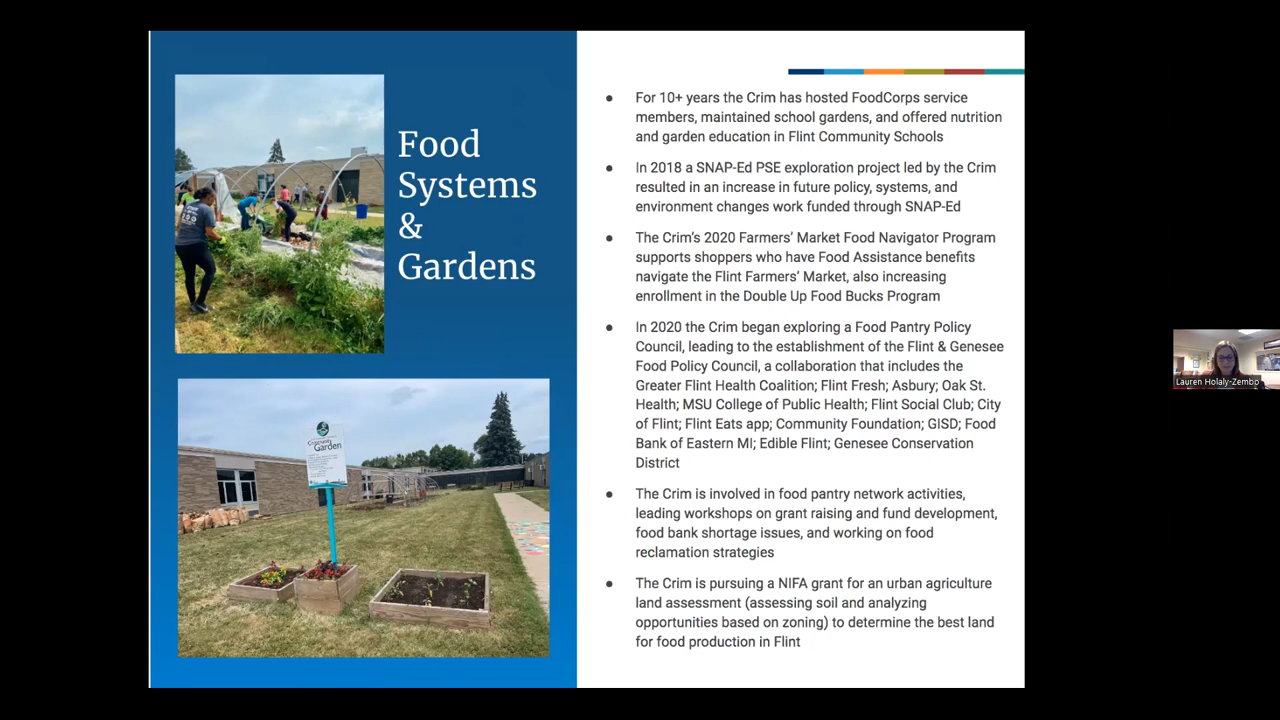 Food
Systems
&
Gardens
● For 10+ years the Crim has hosted FoodCorps service
members, maintained school gardens, and offered nutrition
and garden education in Flint Community Schools
● In 2018 a SNAP-Ed PSE exploration project led by the Crim
resulted in an increase in future policy, systems, and
environment changes work funded through SNAP-Ed
● The Crim's 2020 Farmers' Market Food Navigator Program
supports shoppers who have Food Assistance benefits
navigate the Flint Farmers' Market, also increasing
enrollment in the Double Up Food Bucks Program
● In 2020 the Crim began exploring a Food Pantry Policy
Council, leading to the establishment of the Flint & Genesee
Food Policy Council, a collaboration that includes the
Greater Flint Health Coalition; Flint Fresh; Asbury; Oak St.
Health; MSU College of Public Health; Flint Social Club; City
of Flint; Flint Eats app; Community Foundation; GISD; Food
Bank of Eastern MI; Edible Flint; Genesee Conservation
District
● The Crim is involved in food pantry network activities,
leading workshops on grant raising and fund development,
food bank shortage issues, and working on food
reclamation strategies
● The Crim is pursuing a NIFA grant for an urban agriculture
land assessment (assessing soil and analyzing
opportunities based on zoning) to determine the best land
for food production in Flint
Community
Garden
Lauren Holaly-Zembo